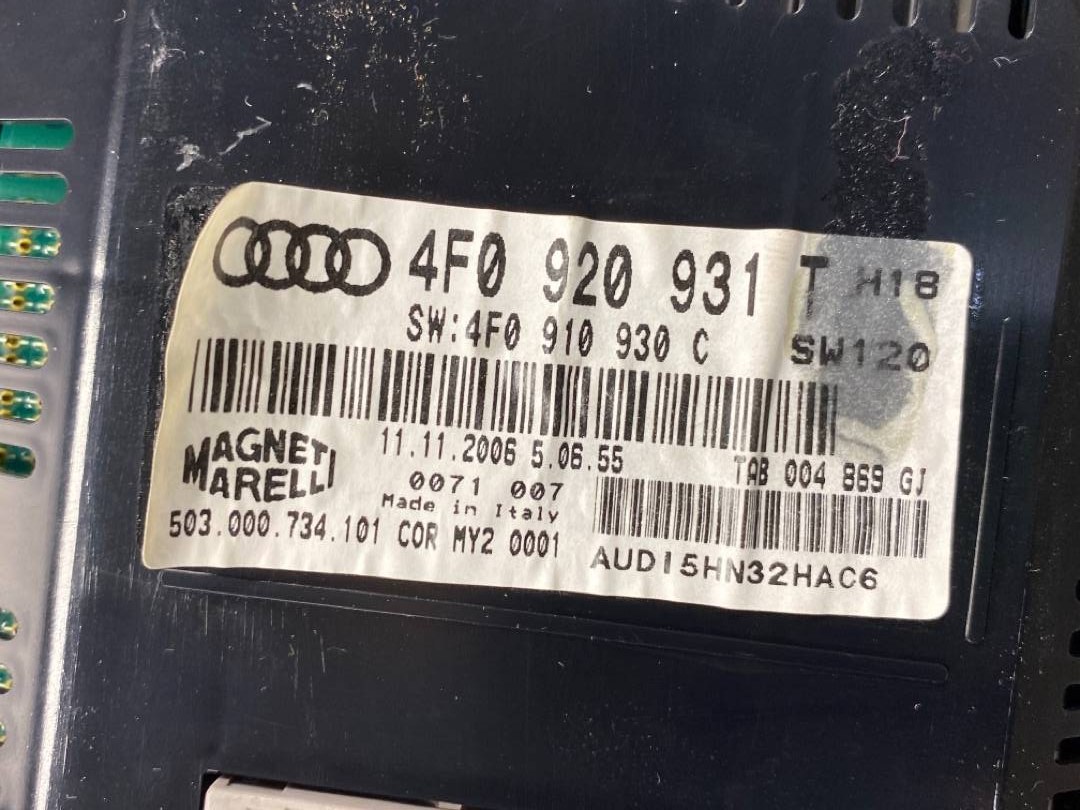 4F0 920 931 T H18
SW:4F0 910 930 C SW120
MAGNETI MARELLI
11.11.2006 5.06.55
0071 007
Made in Italy
503.000.734.101 COR MY2 0001
TAB 004 869 GJ
AUDI5HN32HAC6